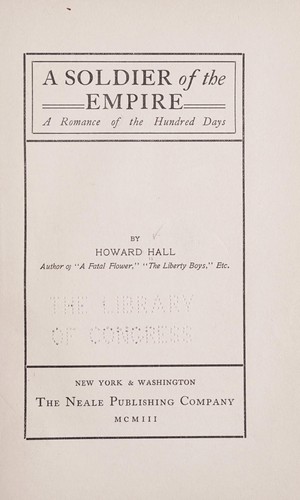 A SOLDIER of the
EMPIRE
A Romance of the Hundred Days
BY
HOWARD HALL
Author of "A Fatal Flower," "The Liberty Boys," Etc.
THE LIBRARY
OF CONGRESS
NEW YORK & WASHINGTON
THE NEALE PUBLISHING COMPANY
MCMIII